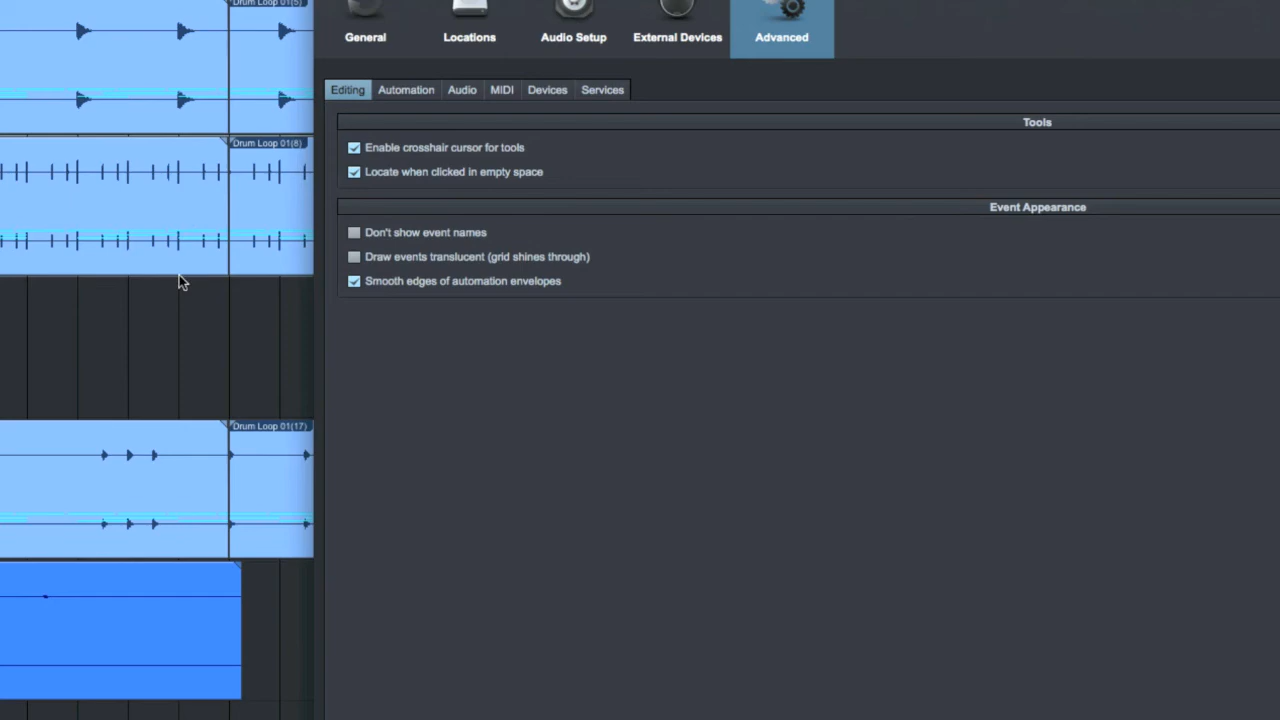 Drum Loop 01(5)
General
Locations
Audio Setup
External Devices
Advanced
Editing
Automation
Audio
MIDI
Devices
Services
Tools
Drum Loop 01(8)
Enable crosshair cursor for tools
Locate when clicked in empty space
Event Appearance
Don't show event names
Draw events translucent (grid shines through)
Smooth edges of automation envelopes
Drum Loop 01(17)